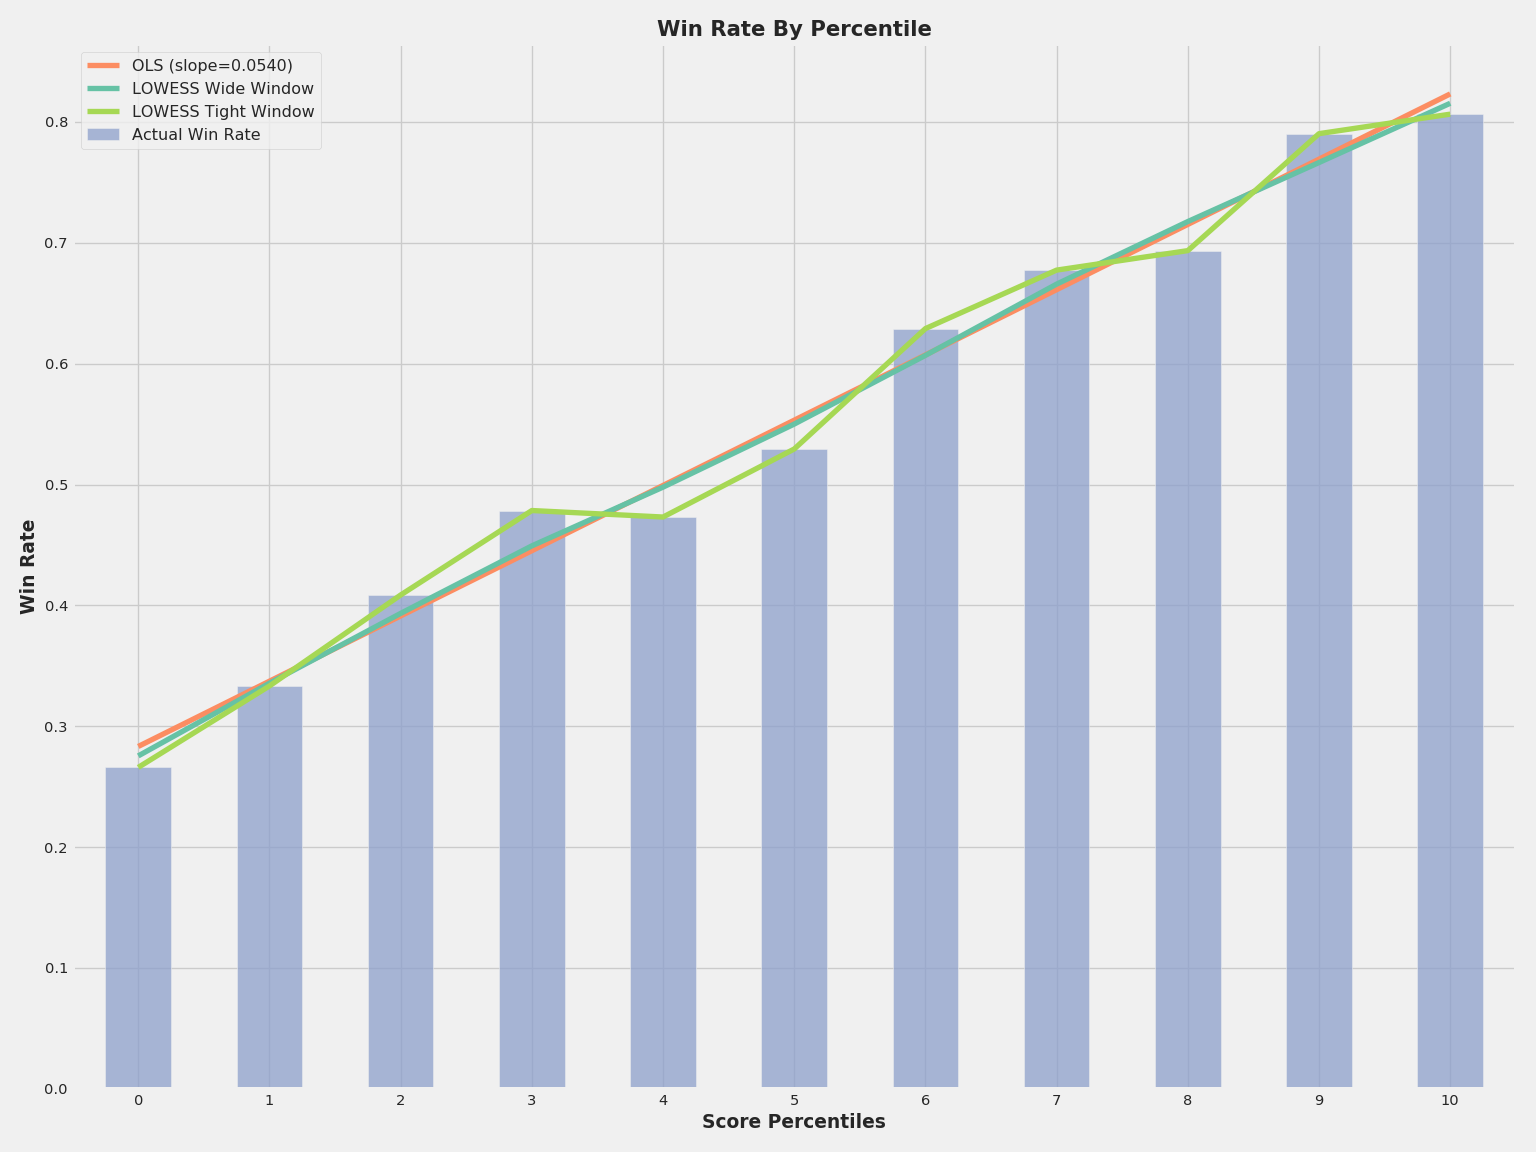 Win Rate By Percentile
OLS (slope=0.0540)
LOWESS Wide Window
LOWESS Tight Window
Actual Win Rate
0.8
0.7
0.6
0.5
0.4
0.3
0.2
0.1
0.0
Win Rate
0 1 2 3 4 5 6 7 8 9 10
Score Percentiles